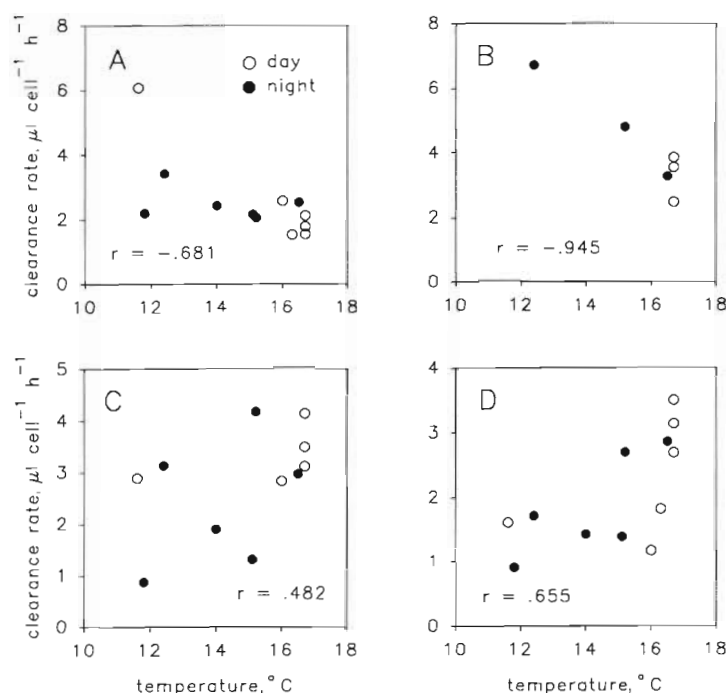 clearance rate, μl cell⁻¹ h⁻¹
8
6
4
2
0
A
○ day
● night
r = -.681
10 12 14 16 18
8
6
4
2
0
B
r = -.945
10 12 14 16 18
clearance rate, μl cell⁻¹ h⁻¹
5
4
3
2
1
0
C
r = .482
10 12 14 16 18
temperature, °C
4
3
2
1
0
D
r = .655
10 12 14 16 18
temperature, °C